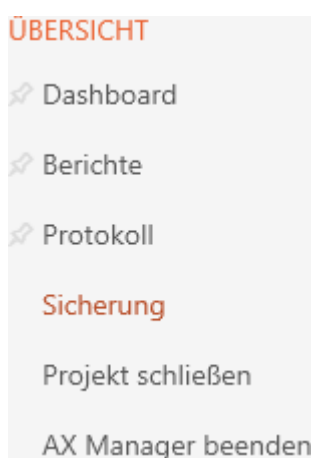 ÜBERSICHT
Dashboard
Berichte
Protokoll
Sicherung
Projekt schließen
AX Manager beenden